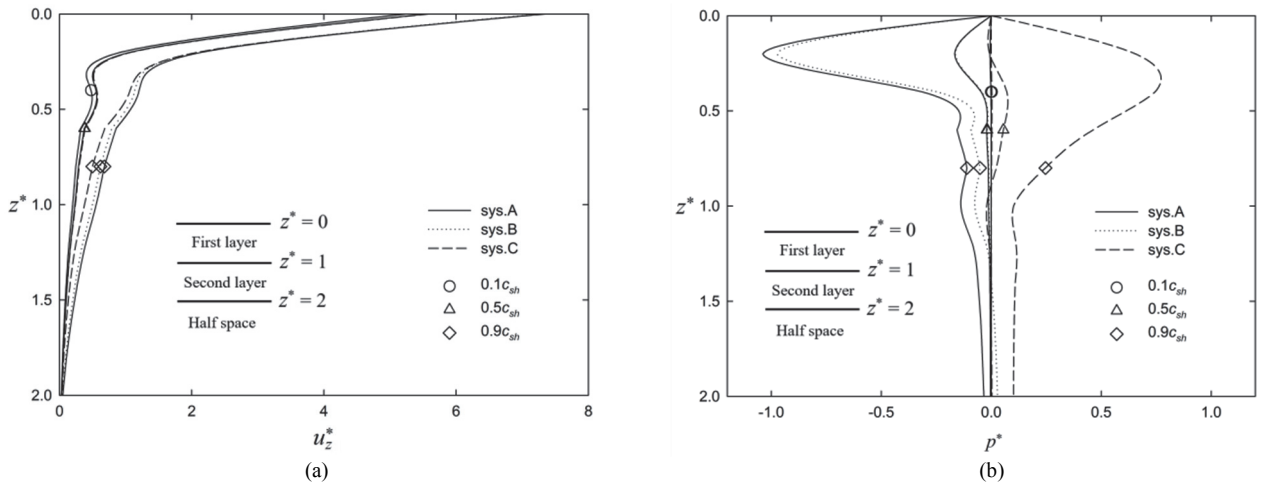 0.0
0.5
1.0
1.5
2.0
z*
0 2 4 6 8
u*z
z* = 0
First layer
z* = 1
Second layer
z* = 2
Half space
sys.A
sys.B
sys.C
0.1csh
0.5csh
0.9csh
(a)
0.0
0.5
1.0
1.5
2.0
z*
-1.0 -0.5 0.0 0.5 1.0
p*
z* = 0
First layer
z* = 1
Second layer
z* = 2
Half space
sys.A
sys.B
sys.C
0.1csh
0.5csh
0.9csh
(b)